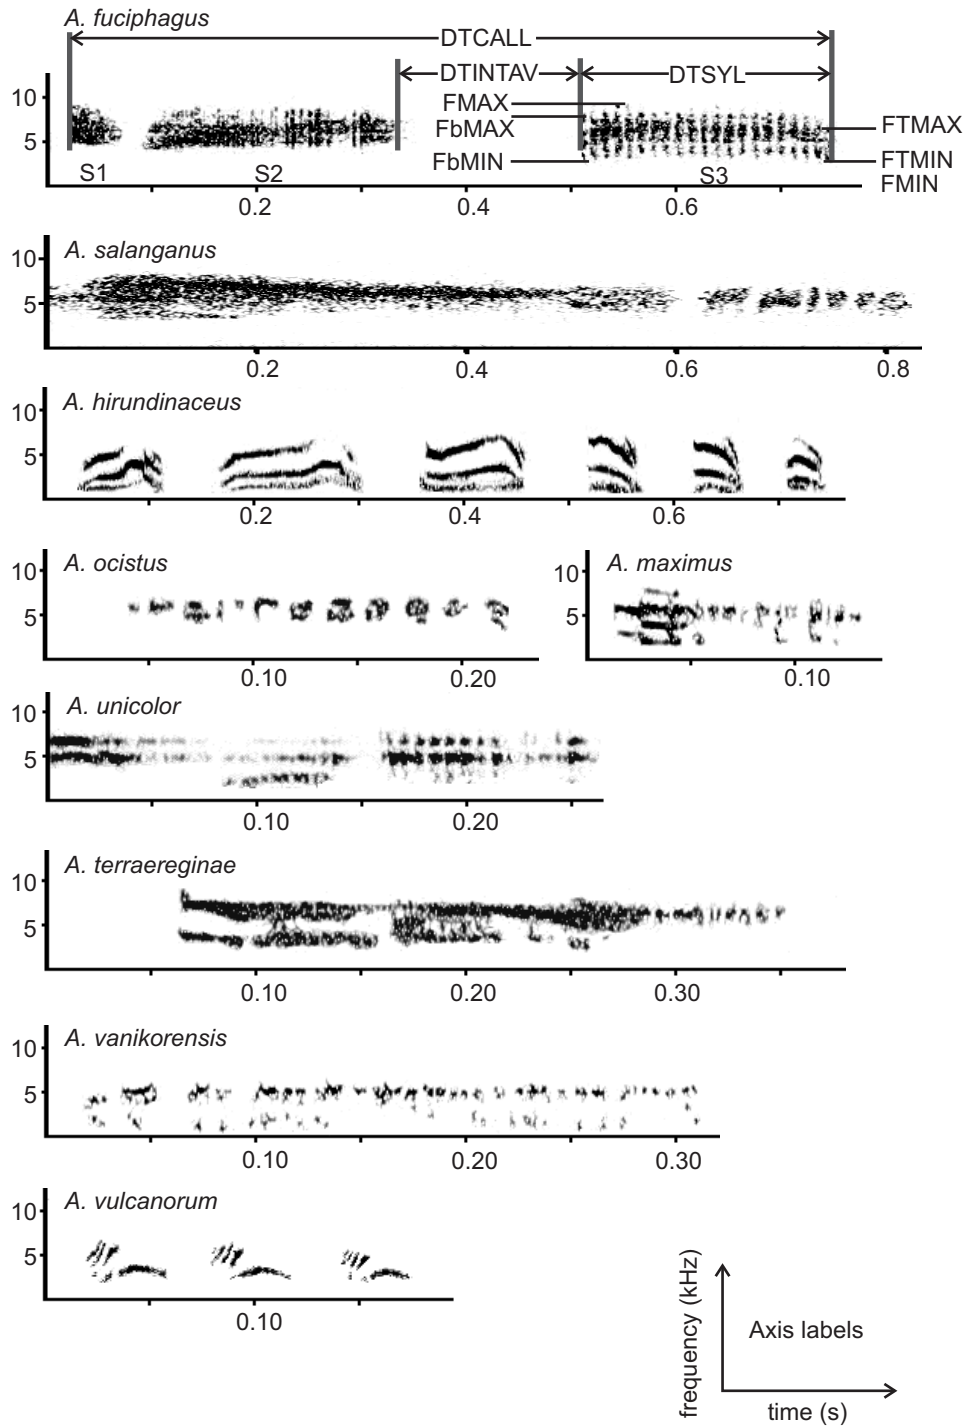 A. fuciphagus
DTCALL
DTINTAV
DTSYL
10
FMAX
FbMAX
FTMAX
5
FbMIN
FTMIN
S1
S2
S3
FMIN
0.2
0.4
0.6
A. salanganus
10
5
0.2
0.4
0.6
0.8
A. hirundinaceus
10
5
0.2
0.4
0.6
A. ocistus
10
5
0.10
0.20
A. maximus
10
5
0.10
A. unicolor
10
5
0.10
0.20
A. terraereginae
10
5
0.10
0.20
0.30
A. vanikorensis
10
5
0.10
0.20
0.30
A. vulcanorum
10
5
0.10
frequency (kHz)
Axis labels
time (s)